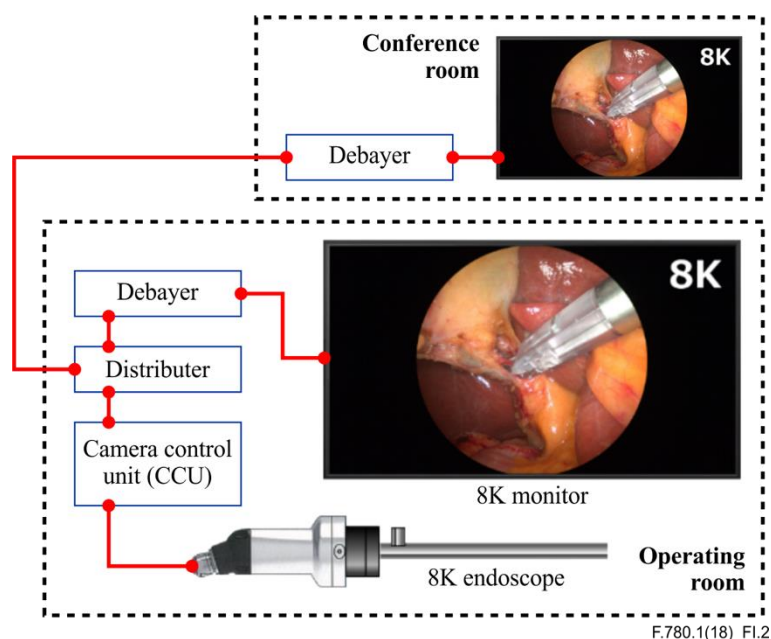 Conference
room
8K
Debayer
Debayer
8K
Distributer
Camera control
unit (CCU)
8K monitor
8K endoscope
Operating
room
F.780.1(18)_FI.2